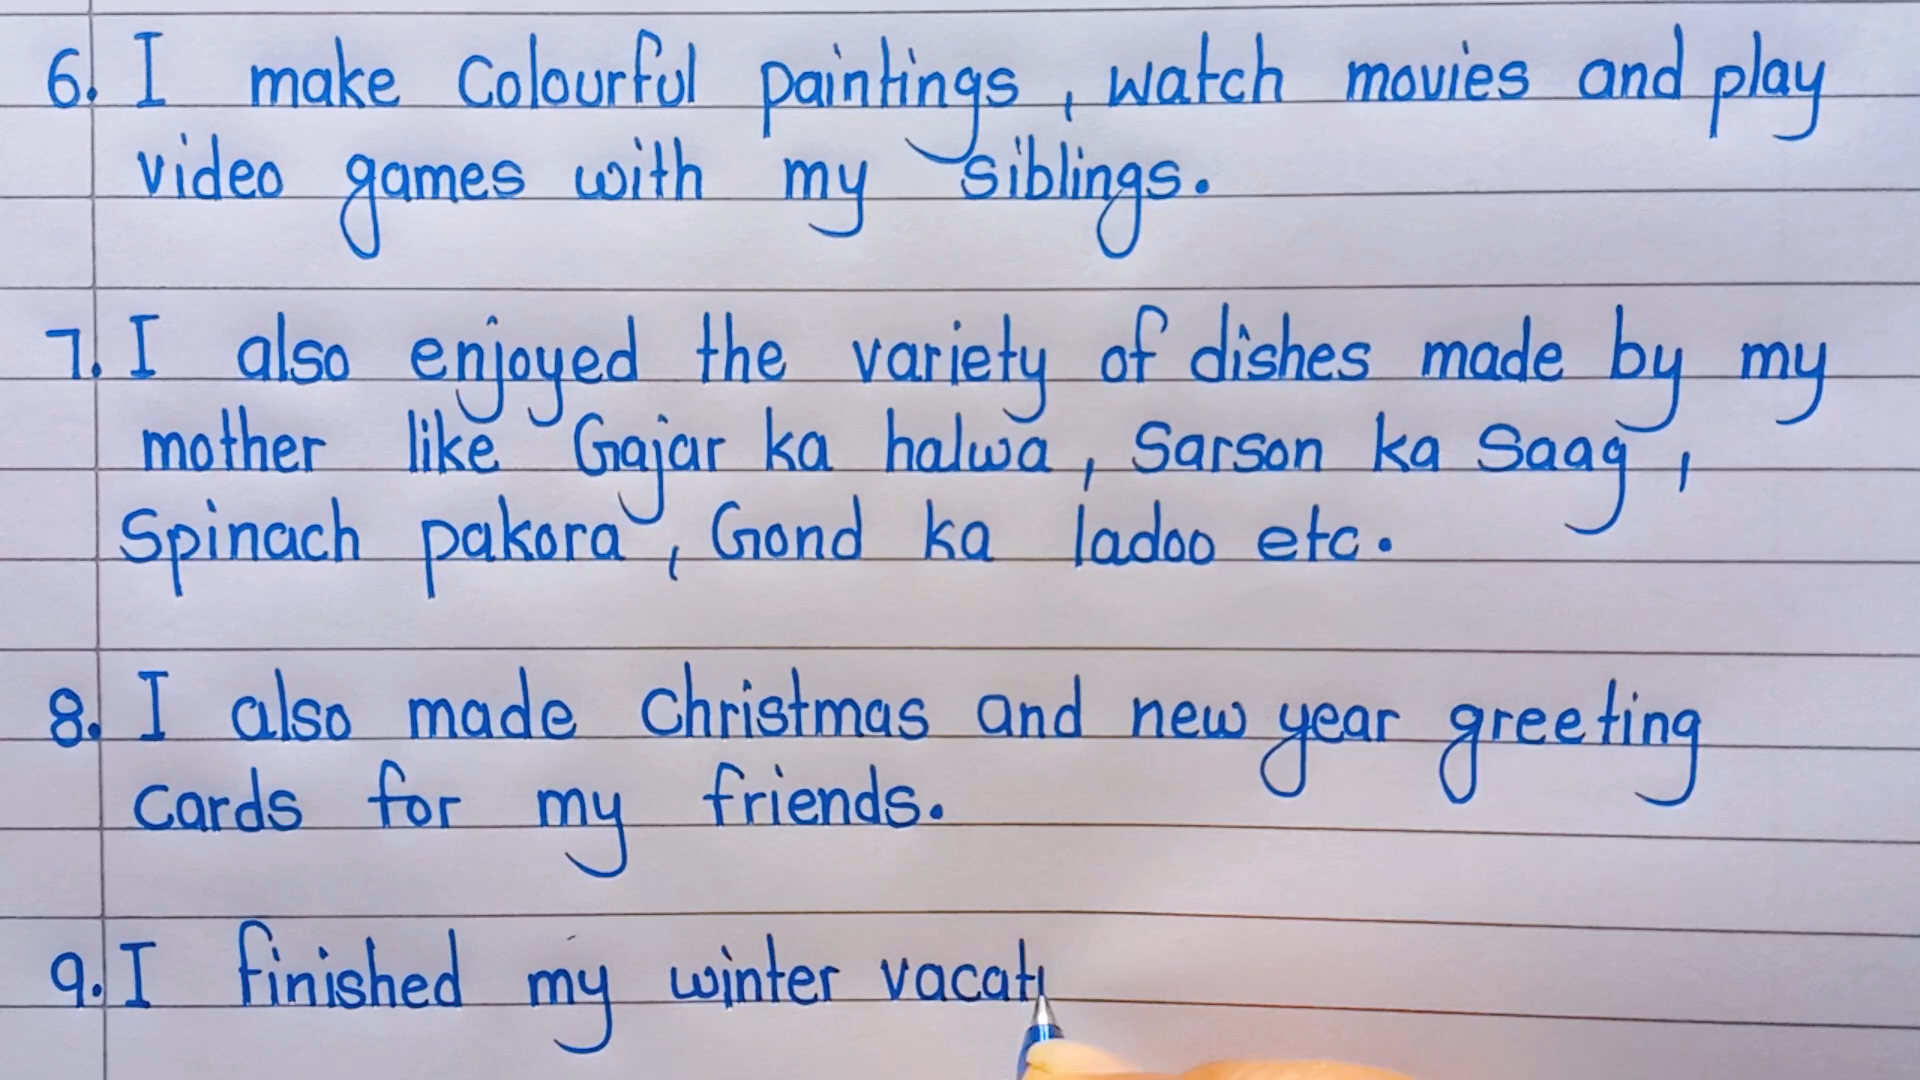 6. I make Colourful paintings, watch movies and play
video games with my siblings.
7. I also enjoyed the variety of dishes made by my
mother like Gajar ka halwa, Sarson ka Saag,
Spinach pakora, Gond ka ladoo etc.
8. I also made Christmas and new year greeting
cards for my friends.
9. I finished my winter vacati